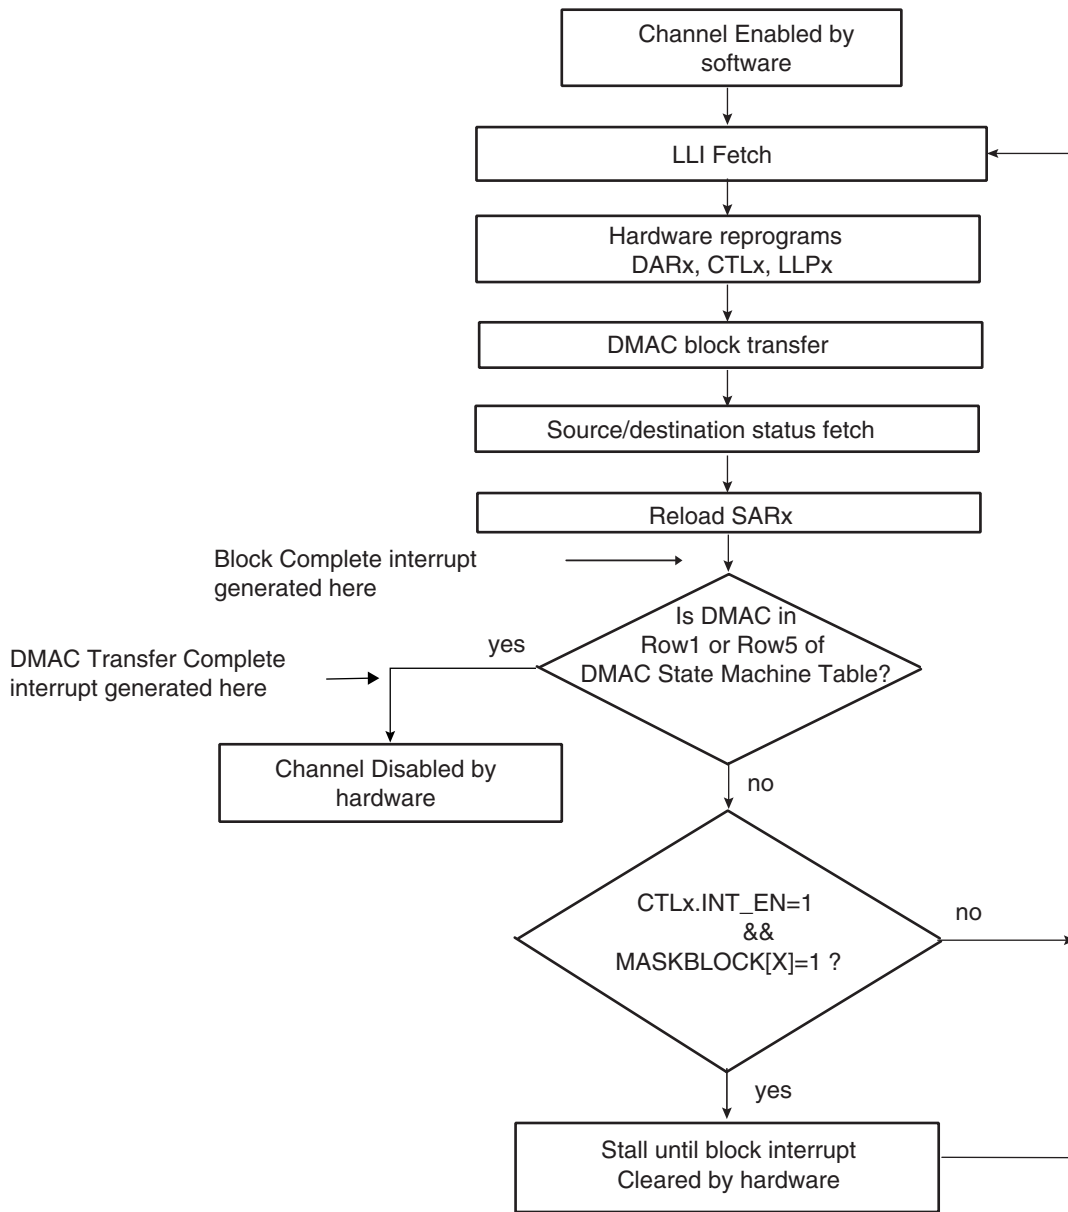 Channel Enabled by
software
LLI Fetch
Hardware reprograms
DARx, CTLx, LLPx
DMAC block transfer
Source/destination status fetch
Reload SARx
Block Complete interrupt
generated here
Is DMAC in
Row1 or Row5 of
DMAC State Machine Table?
yes
DMAC Transfer Complete
interrupt generated here
Channel Disabled by
hardware
no
CTLx.INT_EN=1
&&
MASKBLOCK[X]=1 ?
no
yes
Stall until block interrupt
Cleared by hardware